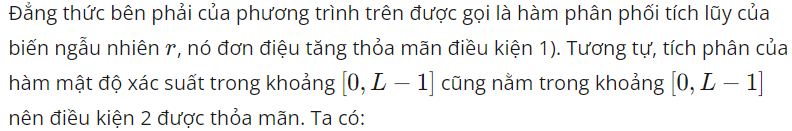 Đẳng thức bên phải của phương trình trên được gọi là hàm phân phối tích lũy của
biến ngẫu nhiên r, nó đơn điệu tăng thỏa mãn điều kiện 1). Tương tự, tích phân của
hàm mật độ xác suất trong khoảng [0, L − 1] cũng nằm trong khoảng [0, L − 1]
nên điều kiện 2 được thỏa mãn. Ta có: